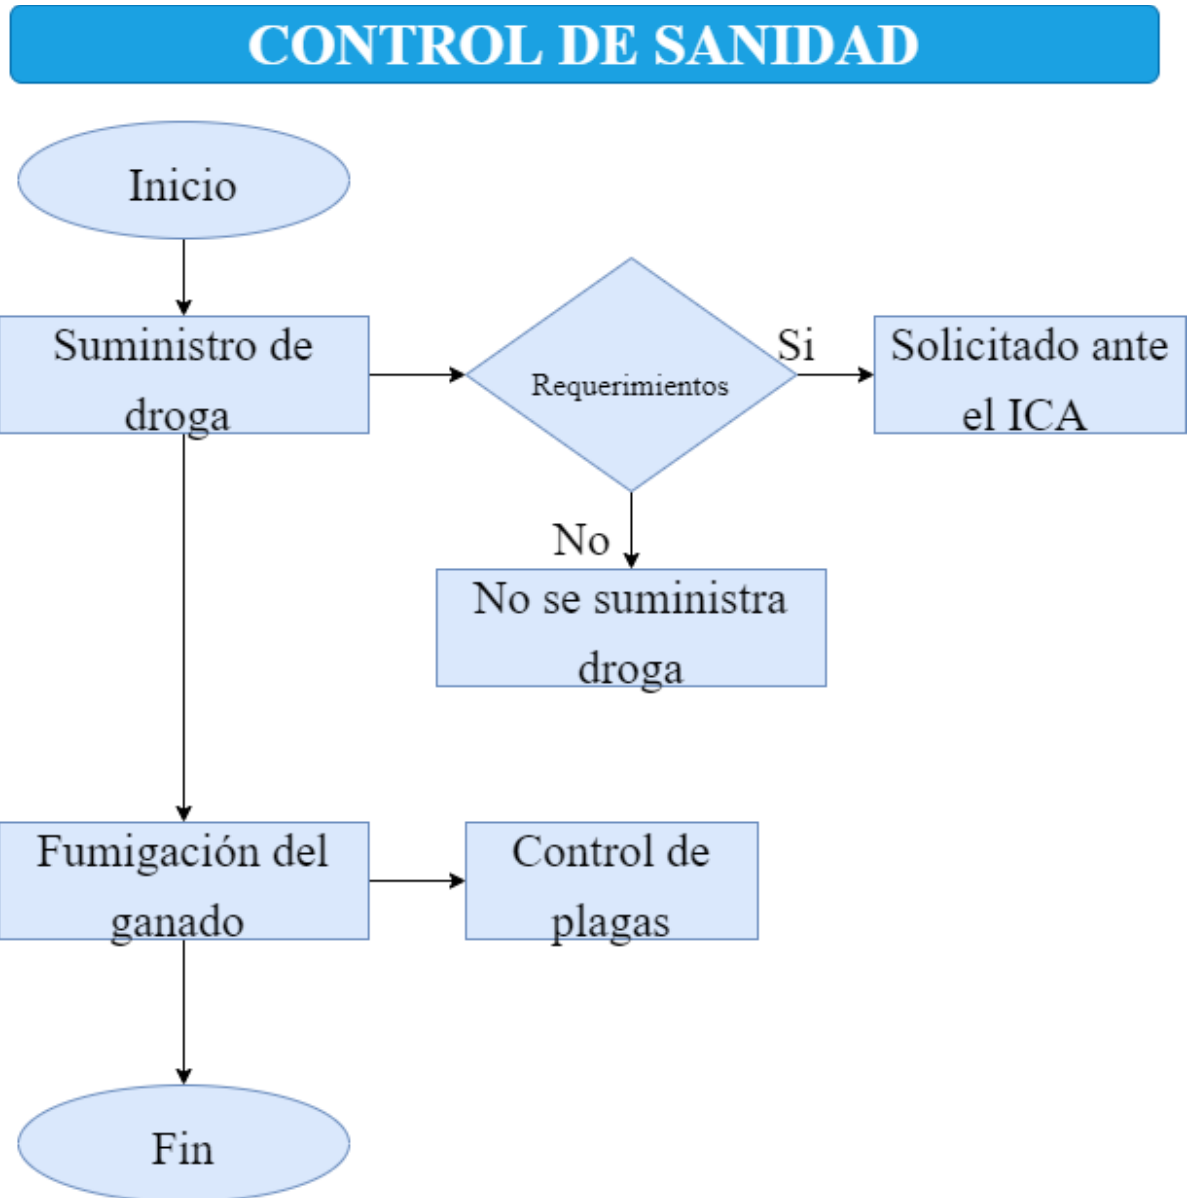 CONTROL DE SANIDAD
Inicio
Suministro de
droga
Requerimientos
Si
Solicitado ante
el ICA
No
No se suministra
droga
Fumigación del
ganado
Control de
plagas
Fin